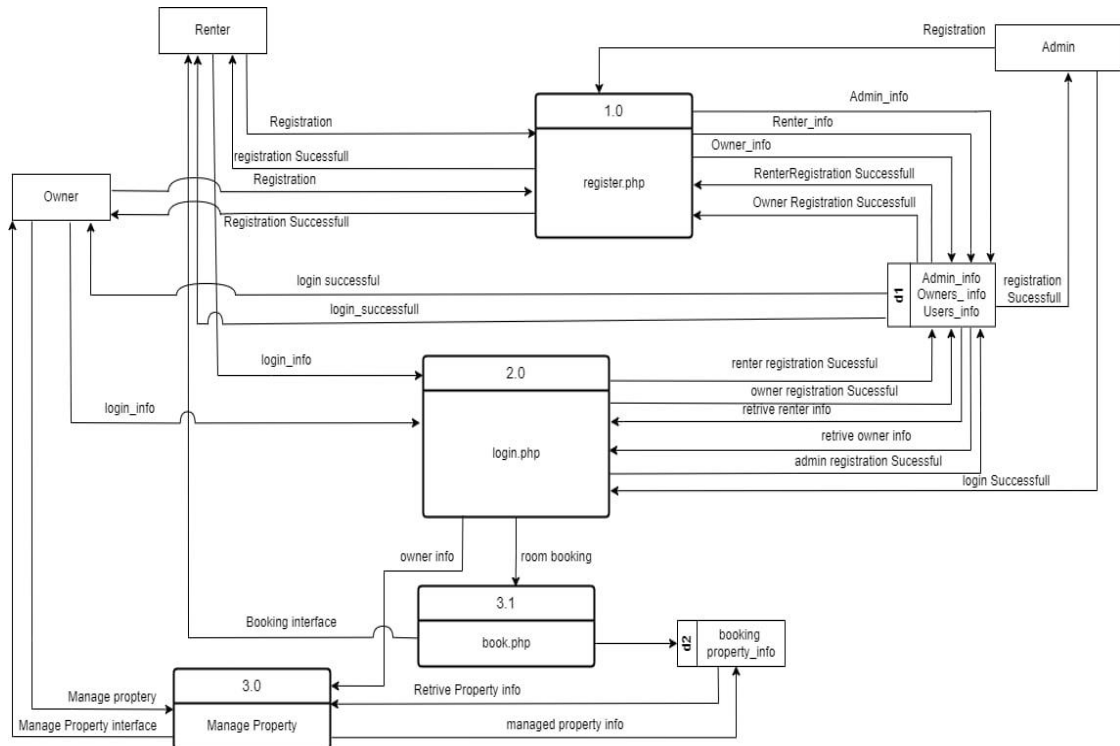 Renter
Registration
Admin
1.0
Admin_info
Renter_info
Registration
Owner_info
registration Sucessfull
RenterRegistration Successfull
Registration
register.php
Owner
Owner Registration Sucessfull
Registration Successfull
login successful
d1
Admin_info
Owners_ info
Users_info
registration
Sucessfull
login_successfull
login_info
2.0
renter registration Sucessful
owner registration Sucessful
login_info
retrive renter info
retrive owner info
login.php
admin registration Sucessful
login Successfull
owner info
room booking
3.1
Booking interface
book.php
d2
booking
property_info
3.0
Manage proptery
Retrive Property info
Manage Property interface
Manage Property
managed property info